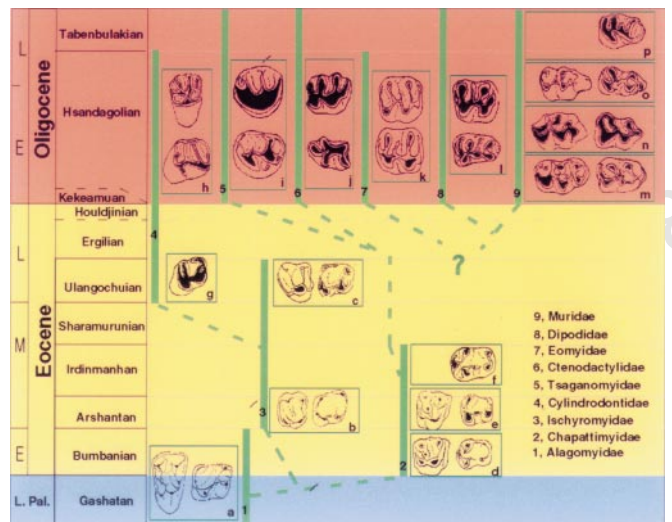 L
E
Oligocene
Tabenbulakian
Hsandagolian
Kekeamuan
Houldjinian
Ergilian
Ulangochuian
Sharamurunian
Irdinmanhan
Arshantan
Bumbanian
Gashatan
L
M
E
Eocene
L. Pal.
p
o
n
m
h
i
j
k
l
5
6
7
8
9
4
g
c
?
f
3
b
e
2
d
a
1
9, Muridae
8, Dipodidae
7, Eomyidae
6, Ctenodactylidae
5, Tsaganomyidae
4, Cylindrodontidae
3, Ischyromyidae
2, Chapattimyidae
1, Alagomyidae